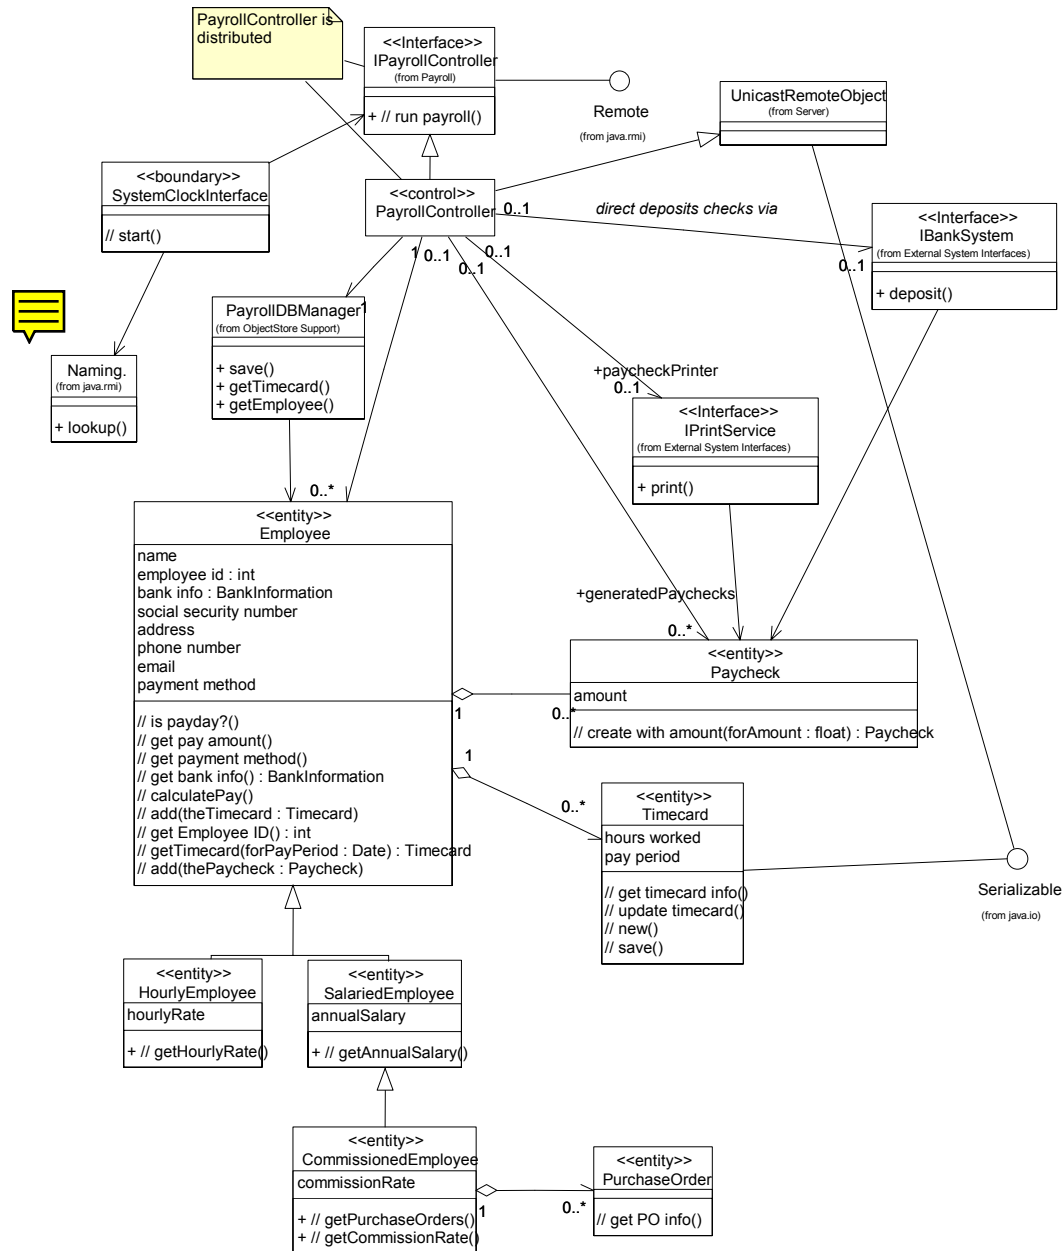 PayrollController is
distributed
<<Interface>>
IPayrollController
(from Payroll)
+ // run payroll()
Remote
(from java.rmi)
UnicastRemoteObject
(from Server)
<<boundary>>
SystemClockInterface
// start()
<<control>>
PayrollController
0..1
direct deposits checks via
0..1
<<Interface>>
IBankSystem
(from External System Interfaces)
+ deposit()
1
0..1
0..1
0..1
PayrollDBManager
(from ObjectStore Support)
1
+ save()
+ getTimecard()
+ getEmployee()
Naming.
(from java.rmi)
+ lookup()
+paycheckPrinter
0..1
<<Interface>>
IPrintService
(from External System Interfaces)
+ print()
0..*
<<entity>>
Employee
name
employee id : int
bank info : BankInformation
social security number
address
phone number
email
payment method
// is payday?()
// get pay amount()
// get payment method()
// get bank info() : BankInformation
// calculatePay()
// add(theTimecard : Timecard)
// get Employee ID() : int
// getTimecard(forPayPeriod : Date) : Timecard
// add(thePaycheck : Paycheck)
+generatedPaychecks
0..*
<<entity>>
Paycheck
amount
// create with amount(forAmount : float) : Paycheck
1
0..*
1
0..*
<<entity>>
Timecard
hours worked
pay period
// get timecard info()
// update timecard()
// new()
// save()
Serializable
(from java.io)
<<entity>>
HourlyEmployee
hourlyRate
+ // getHourlyRate()
<<entity>>
SalariedEmployee
annualSalary
+ // getAnnualSalary()
<<entity>>
CommissionedEmployee
commissionRate
+ // getPurchaseOrders()
+ // getCommissionRate()
1
0..*
<<entity>>
PurchaseOrder
// get PO info()